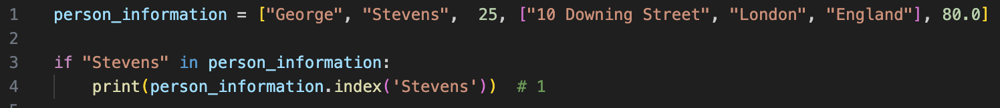 1 person_information = ["George", "Stevens",  25, ["10 Downing Street", "London", "England"], 80.0]
2
3 if "Stevens" in person_information:
4     print(person_information.index('Stevens'))  # 1